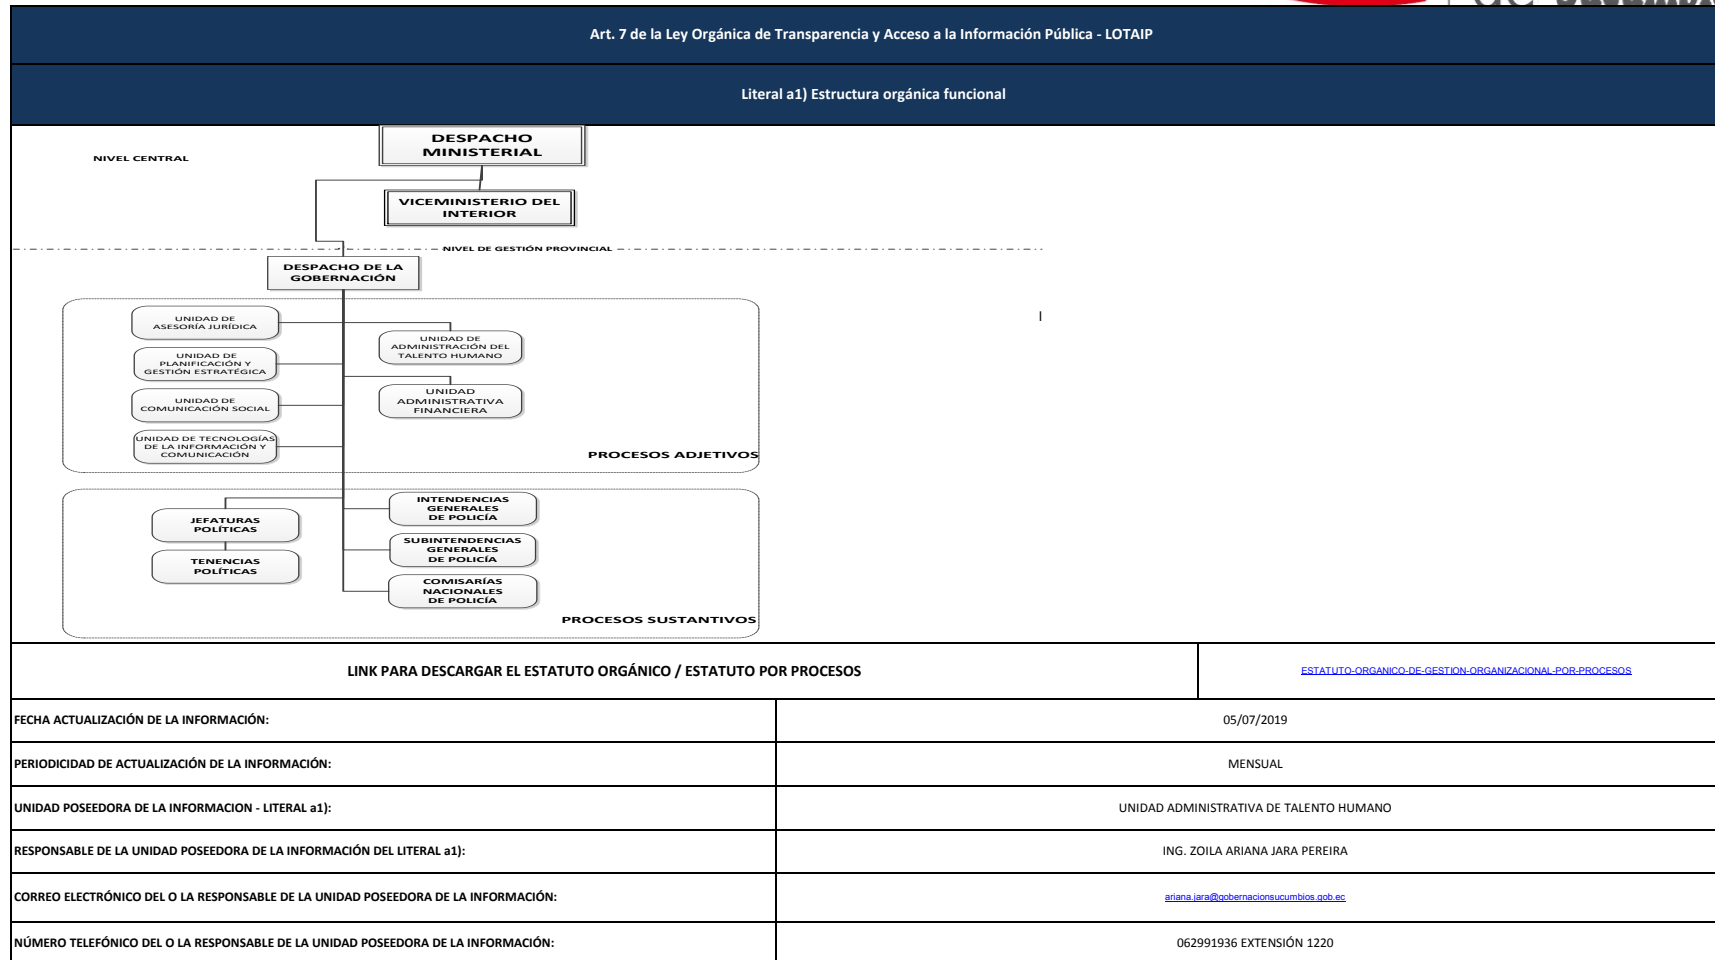 Art. 7 de la Ley Orgánica de Transparencia y Acceso a la Información Pública - LOTAIP
Literal a1) Estructura orgánica funcional
DESPACHO
MINISTERIAL
NIVEL CENTRAL
VICEMINISTERIO DEL
INTERIOR
NIVEL DE GESTIÓN PROVINCIAL
DESPACHO DE LA
GOBERNACIÓN
UNIDAD DE
ASESORÍA JURÍDICA
UNIDAD DE
ADMINISTRACIÓN DEL
TALENTO HUMANO
UNIDAD DE
PLANIFICACIÓN Y
GESTIÓN ESTRATÉGICA
UNIDAD
ADMINISTRATIVA
FINANCIERA
UNIDAD DE
COMUNICACIÓN SOCIAL
UNIDAD DE TECNOLOGÍAS
DE LA INFORMACIÓN Y
COMUNICACIÓN
PROCESOS ADJETIVOS
I
INTENDENCIAS
GENERALES
DE POLICÍA
JEFATURAS
POLÍTICAS
SUBINTENDENCIAS
GENERALES
DE POLICÍA
TENENCIAS
POLÍTICAS
COMISARÍAS
NACIONALES
DE POLICÍA
PROCESOS SUSTANTIVOS
LINK PARA DESCARGAR EL ESTATUTO ORGÁNICO / ESTATUTO POR PROCESOS
ESTATUTO-ORGANICO-DE-GESTION-ORGANIZACIONAL-POR-PROCESOS
FECHA ACTUALIZACIÓN DE LA INFORMACIÓN:
05/07/2019
PERIODICIDAD DE ACTUALIZACIÓN DE LA INFORMACIÓN:
MENSUAL
UNIDAD POSEEDORA DE LA INFORMACION - LITERAL a1):
UNIDAD ADMINISTRATIVA DE TALENTO HUMANO
RESPONSABLE DE LA UNIDAD POSEEDORA DE LA INFORMACIÓN DEL LITERAL a1):
ING. ZOILA ARIANA JARA PEREIRA
CORREO ELECTRÓNICO DEL O LA RESPONSABLE DE LA UNIDAD POSEEDORA DE LA INFORMACIÓN:
ariana.jara@gobernacionsucumbios.gob.ec
NÚMERO TELEFÓNICO DEL O LA RESPONSABLE DE LA UNIDAD POSEEDORA DE LA INFORMACIÓN:
062991936 EXTENSIÓN 1220